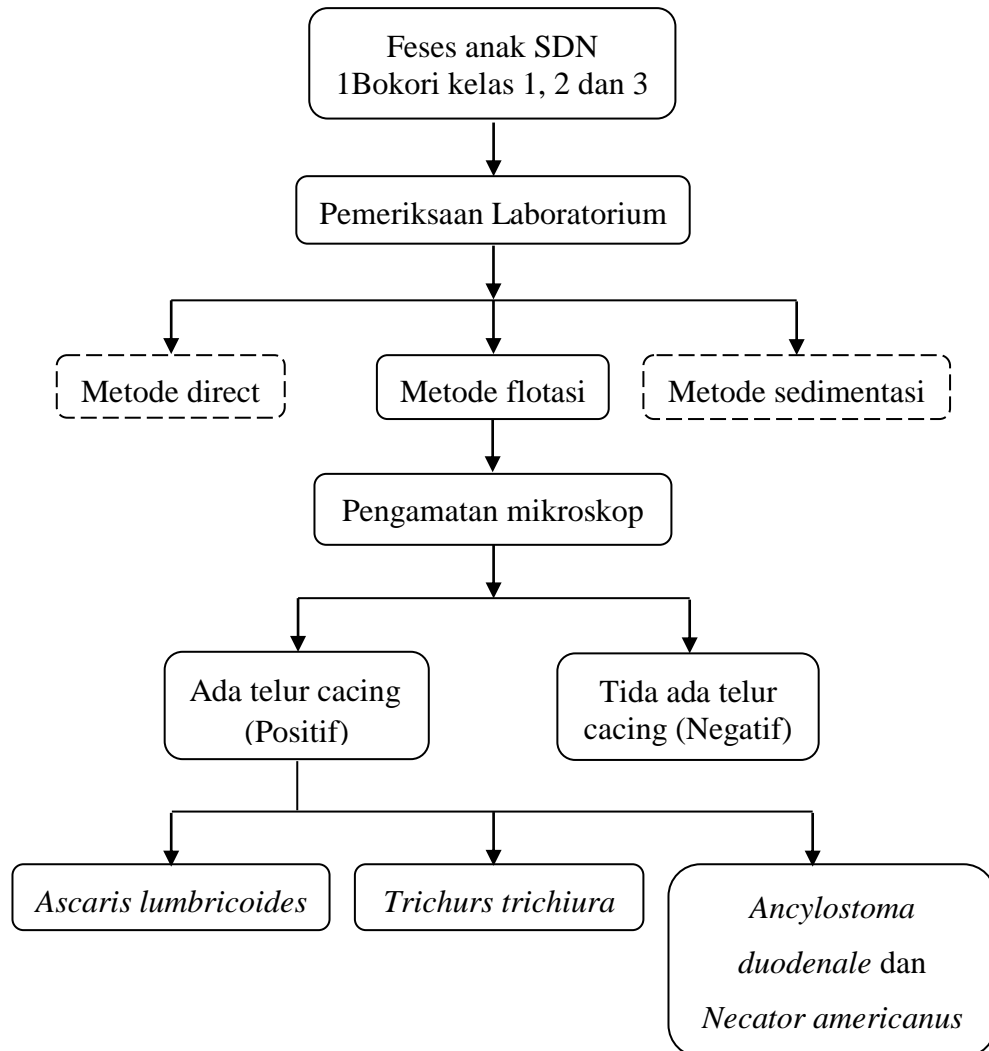 Feses anak SDN
1Bokori kelas 1, 2 dan 3
Pemeriksaan Laboratorium
Metode direct
Metode flotasi
Metode sedimentasi
Pengamatan mikroskop
Ada telur cacing
(Positif)
Tida ada telur
cacing (Negatif)
Ascaris lumbricoides
Trichurs trichiura
Ancylostoma
duodenale dan
Necator americanus